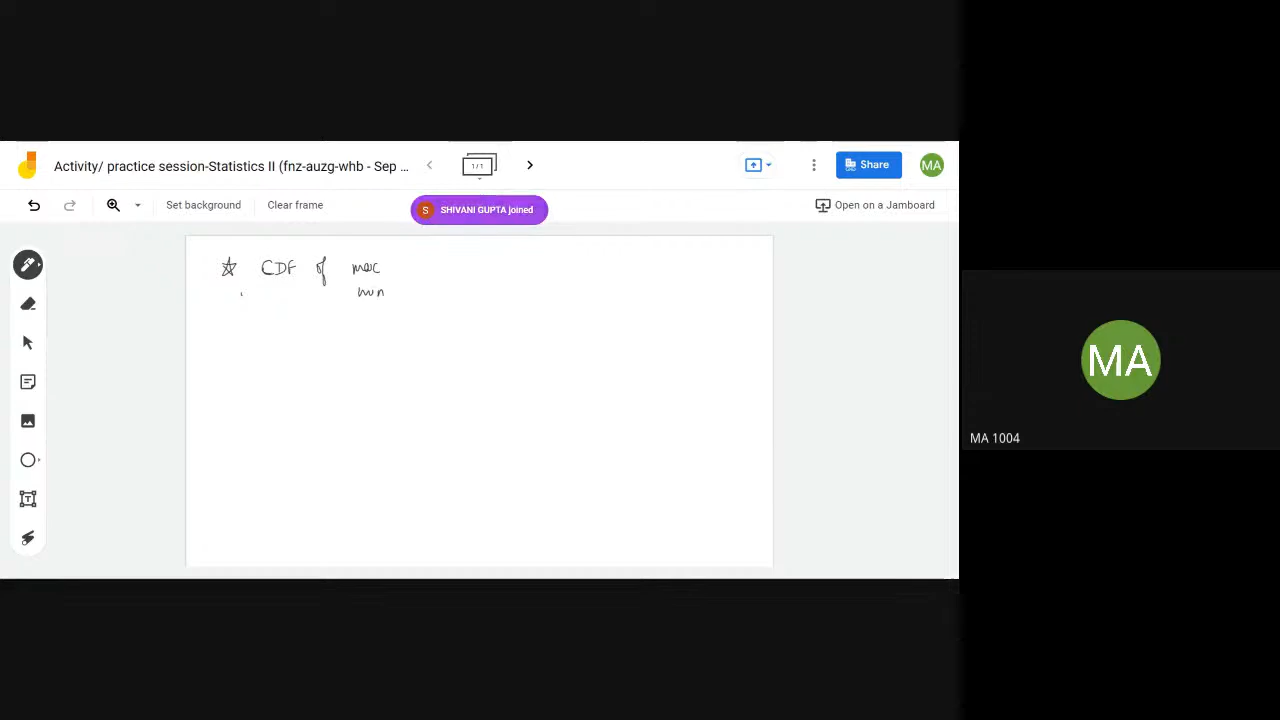 Activity/ practice session-Statistics II (fnz-auzg-whb - Sep ...
1/1
Share
MA
Set background
Clear frame
S SHIVANI GUPTA joined
Open on a Jamboard
☆ CDF of max
min
MA
MA 1004